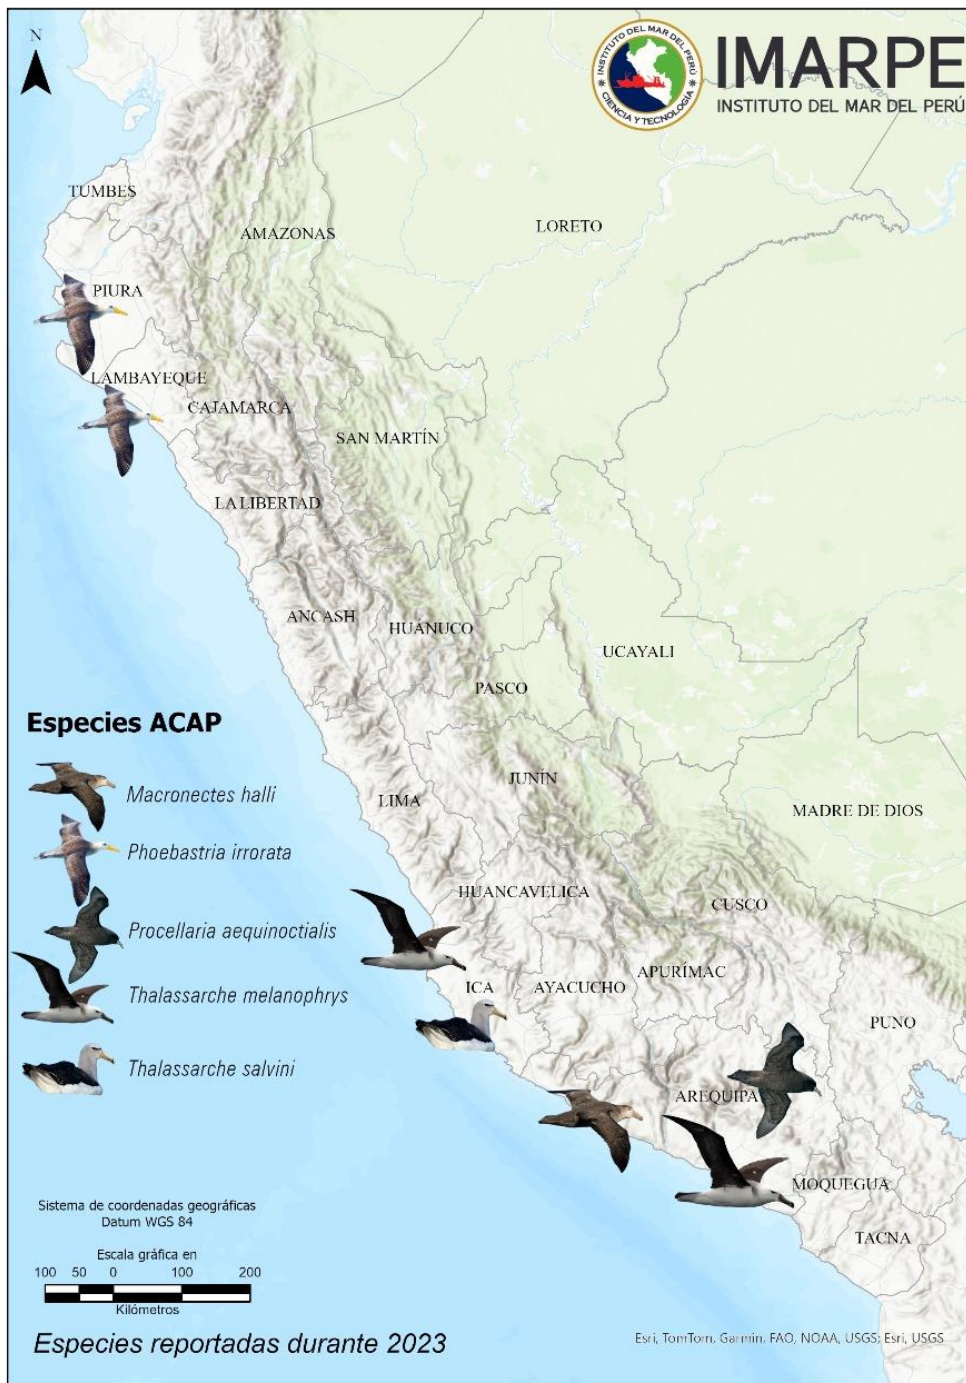 N
INSTITUTO DEL MAR DEL PERÚ
CIENCIA Y TECNOLOGÍA
IMARPE
INSTITUTO DEL MAR DEL PERÚ
TUMBES
LORETO
AMAZONAS
PIURA
LAMBAYEQUE
CAJAMARCA
SAN MARTÍN
LA LIBERTAD
ANCASH
HUANUCO
UCAYALI
PASCO
Especies ACAP
JUNÍN
Macronectes halli
LIMA
MADRE DE DIOS
Phoebastria irrorata
HUANCAVELICA
CUSCO
Procellaria aequinoctialis
APURÍMAC
ICA
AYACUCHO
Thalassarche melanophrys
PUNO
Thalassarche salvini
AREQUIPA
MOQUEGUA
Sistema de coordenadas geográficas
Datum WGS 84
TACNA
Escala gráfica en
100 50 0 100 200
Kilómetros
Especies reportadas durante 2023
Esri, TomTom, Garmin, FAO, NOAA, USGS; Esri, USGS